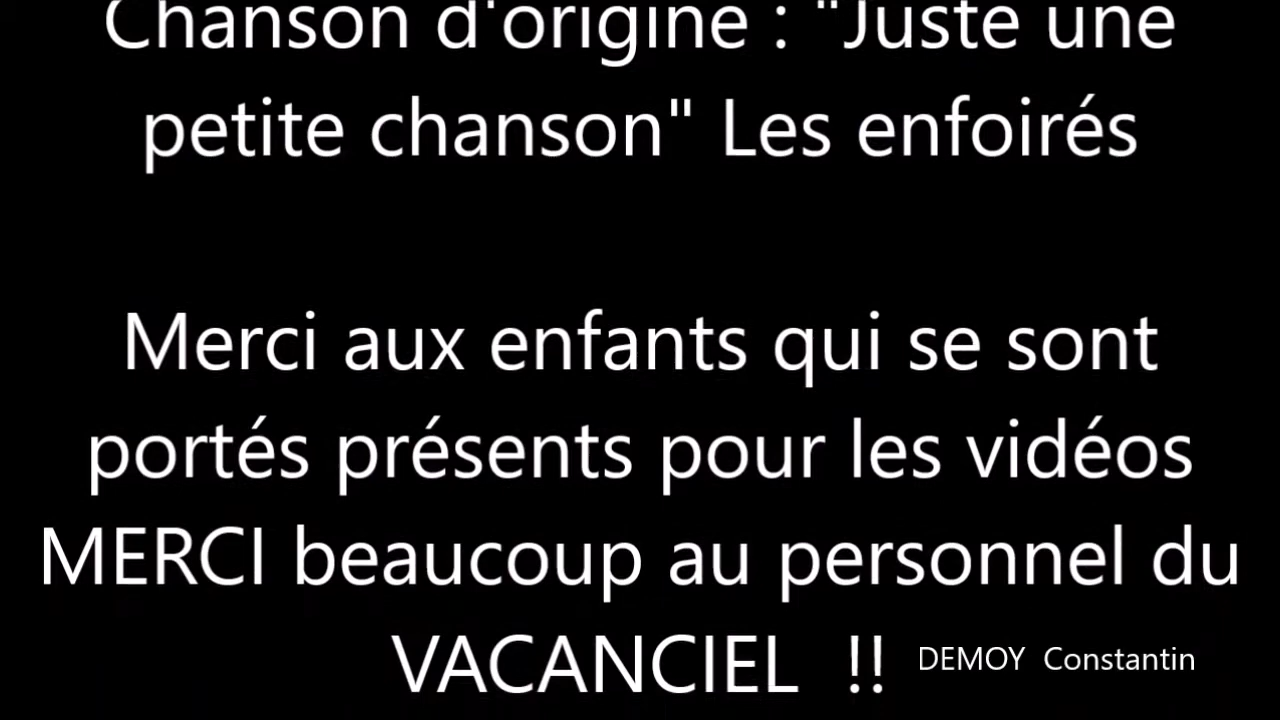 Chanson d'origine : "Juste une
petite chanson" Les enfoirés
Merci aux enfants qui se sont
portés présents pour les vidéos
MERCI beaucoup au personnel du
VACANCIEL !!
DEMOY Constantin